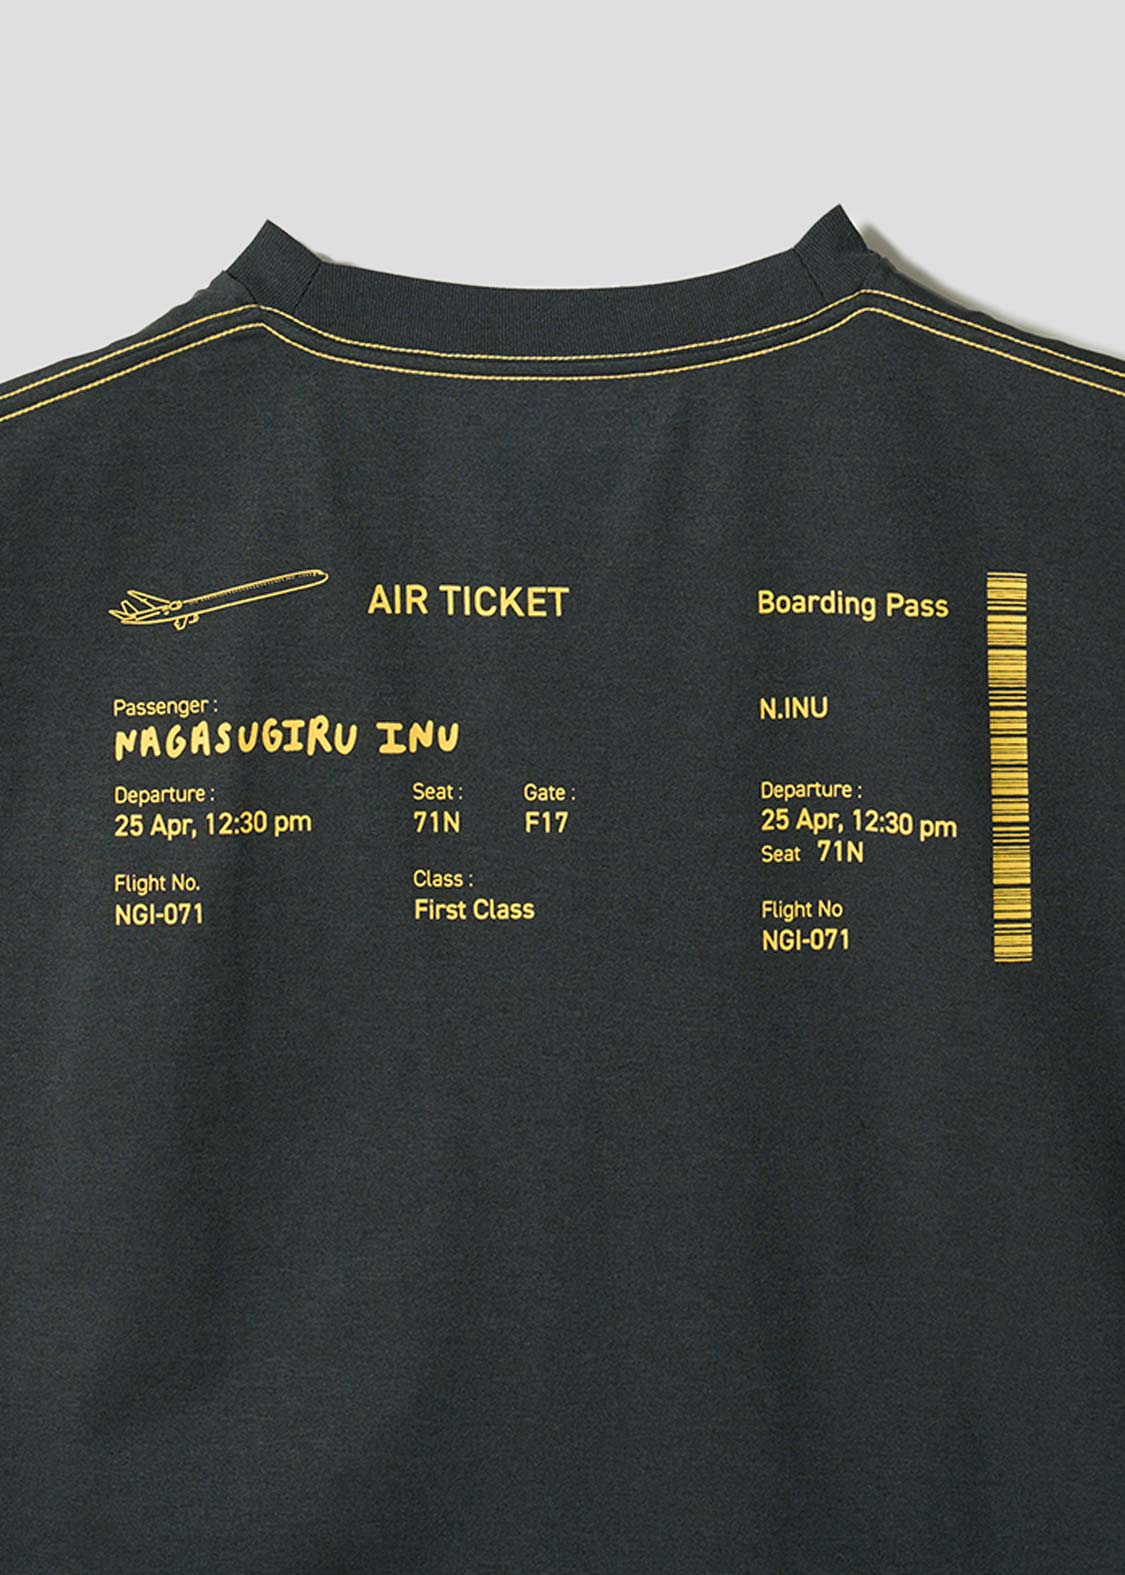 AIR TICKET
Passenger :
NAGASUGIRU INU
Departure :
25 Apr, 12:30 pm
Seat :
71N
Gate :
F17
Flight No.
NGI-071
Class :
First Class
Boarding Pass
N.INU
Departure :
25 Apr, 12:30 pm
Seat 71N
Flight No
NGI-071